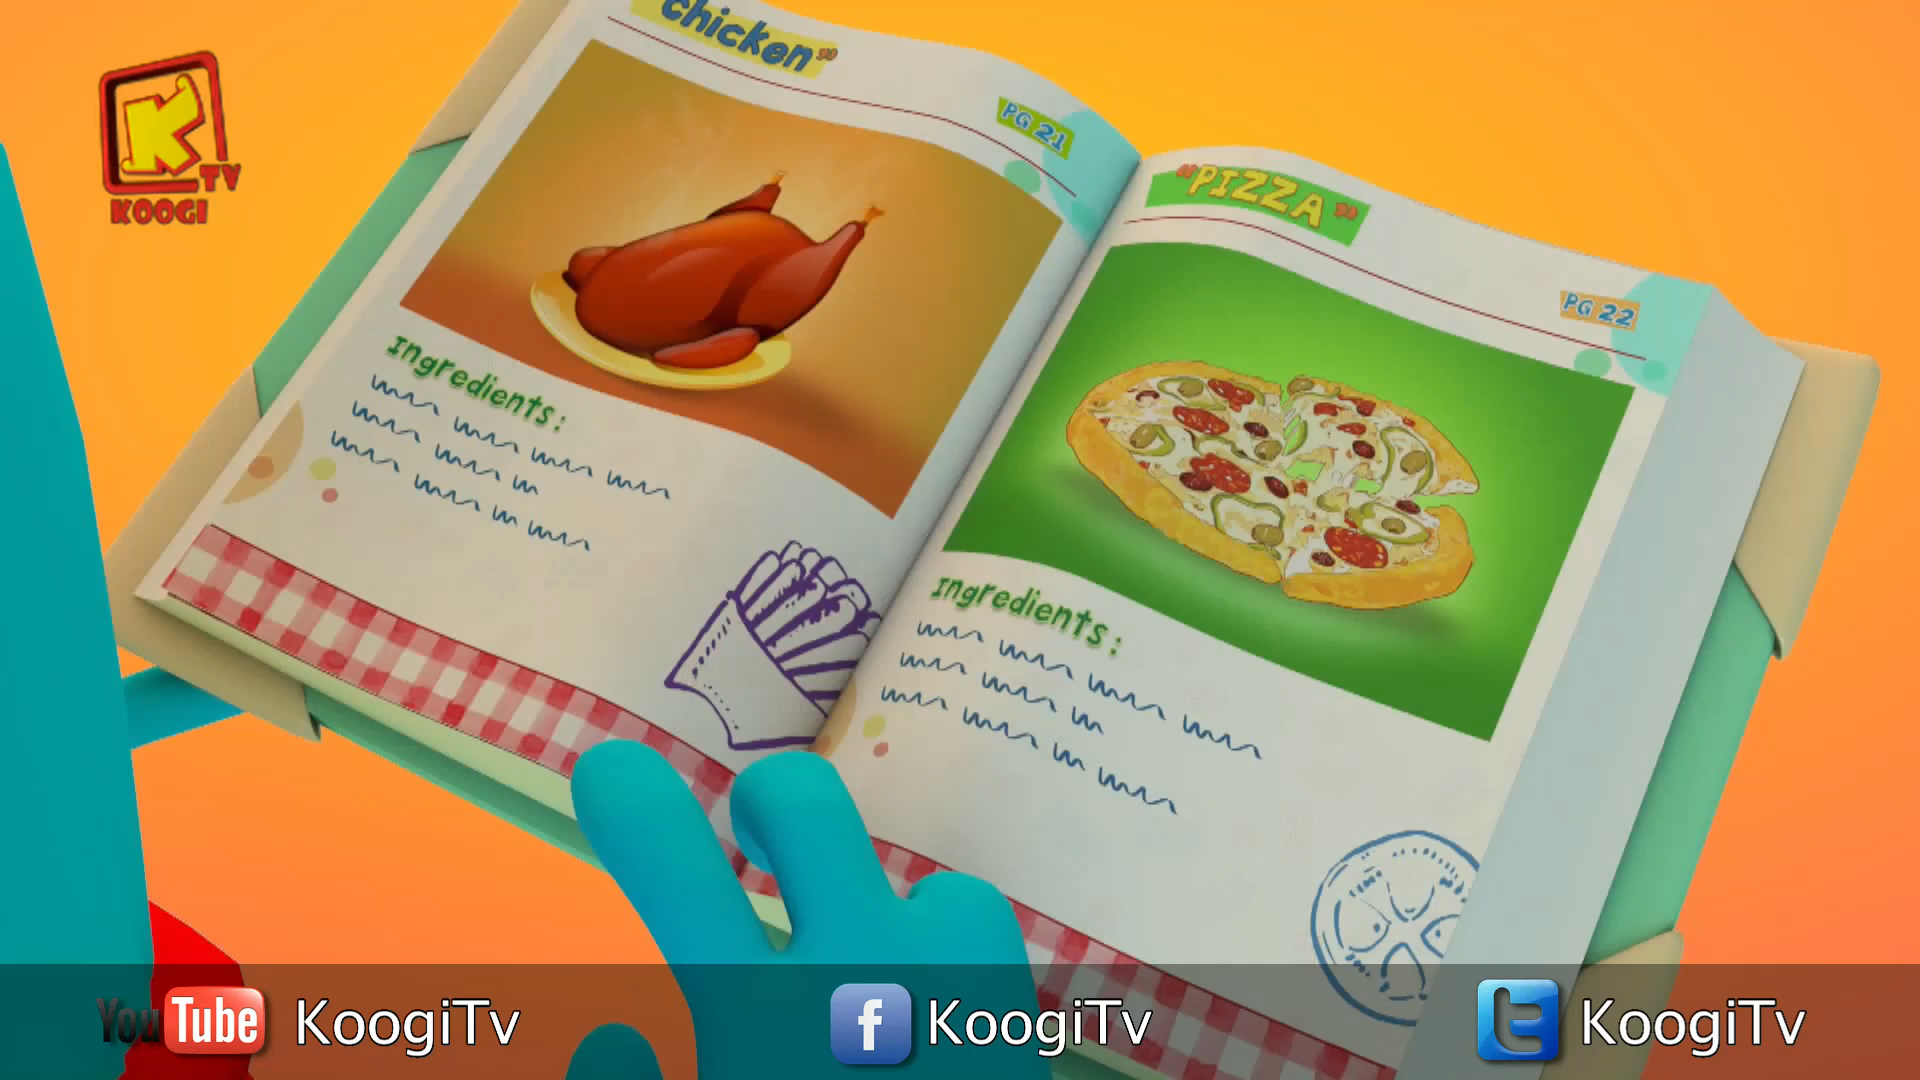 chicken”
PG 21
K TV
KOOGI
“PIZZA”
PG 22
Ingredients:
Ingredients:
YouTube KoogiTv
f KoogiTv
t KoogiTv